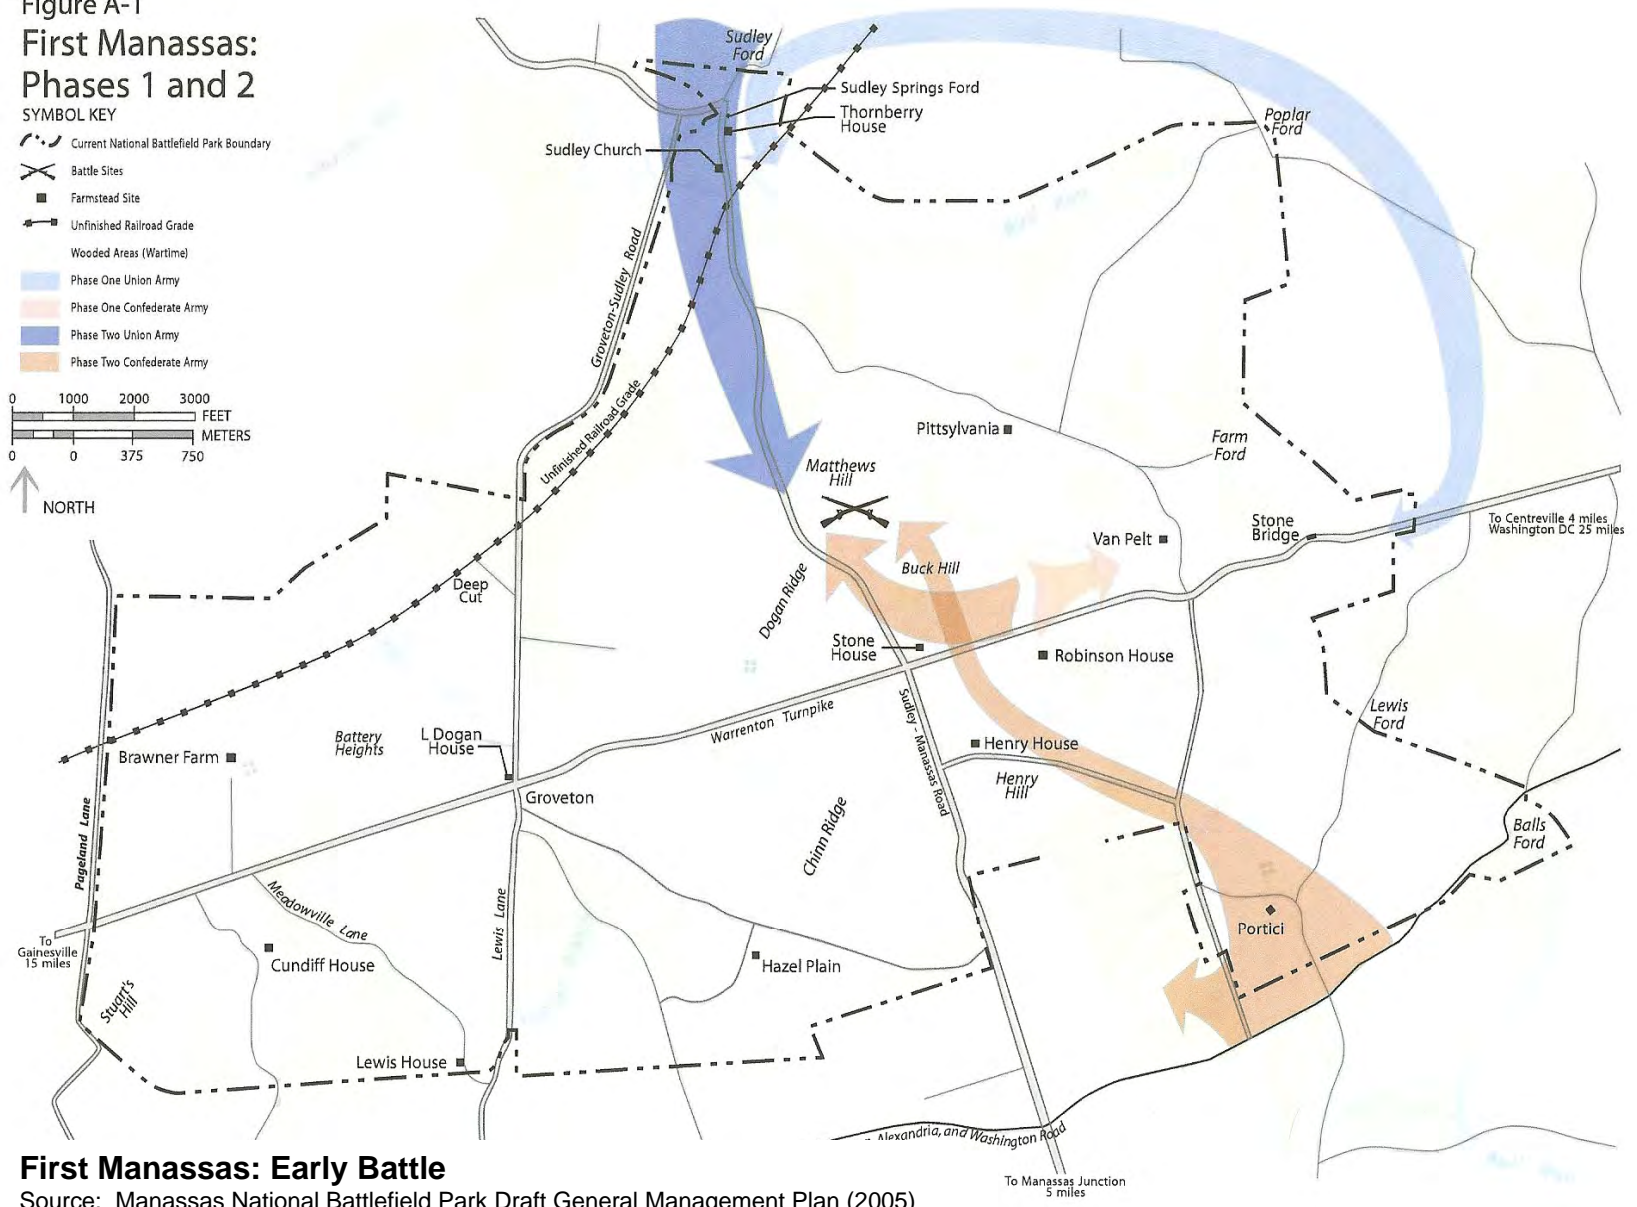 Figure A-1
First Manassas:
Phases 1 and 2
SYMBOL KEY
Current National Battlefield Park Boundary
Battle Sites
Farmstead Site
Unfinished Railroad Grade
Wooded Areas (Wartime)
Phase One Union Army
Phase One Confederate Army
Phase Two Union Army
Phase Two Confederate Army
0 1000 2000 3000
FEET
METERS
0 0 375 750
NORTH
Sudley
Ford
Sudley Springs Ford
Thornberry
House
Sudley Church
Poplar
Ford
Groveton-Sudley Road
Unfinished Railroad Grade
Pittsylvania
Farm
Ford
Matthews
Hill
Van Pelt
Stone
Bridge
To Centreville 4 miles
Washington DC 25 miles
Deep
Cut
Dogan Ridge
Buck Hill
Stone
House
Robinson House
Lewis
Ford
Warrenton Turnpike
Sudley - Manassas Road
Battery
Heights
L Dogan
House
Brawner Farm
Henry House
Henry
Hill
Groveton
Pageland Lane
Chinn Ridge
Balls
Ford
Meadowville Lane
Lewis Lane
Portici
To
Gainesville
15 miles
Cundiff House
Hazel Plain
Stuart's
Hill
Lewis House
Alexandria, and Washington Road
To Manassas Junction
5 miles
First Manassas: Early Battle
Source: Manassas National Battlefield Park Draft General Management Plan (2005)